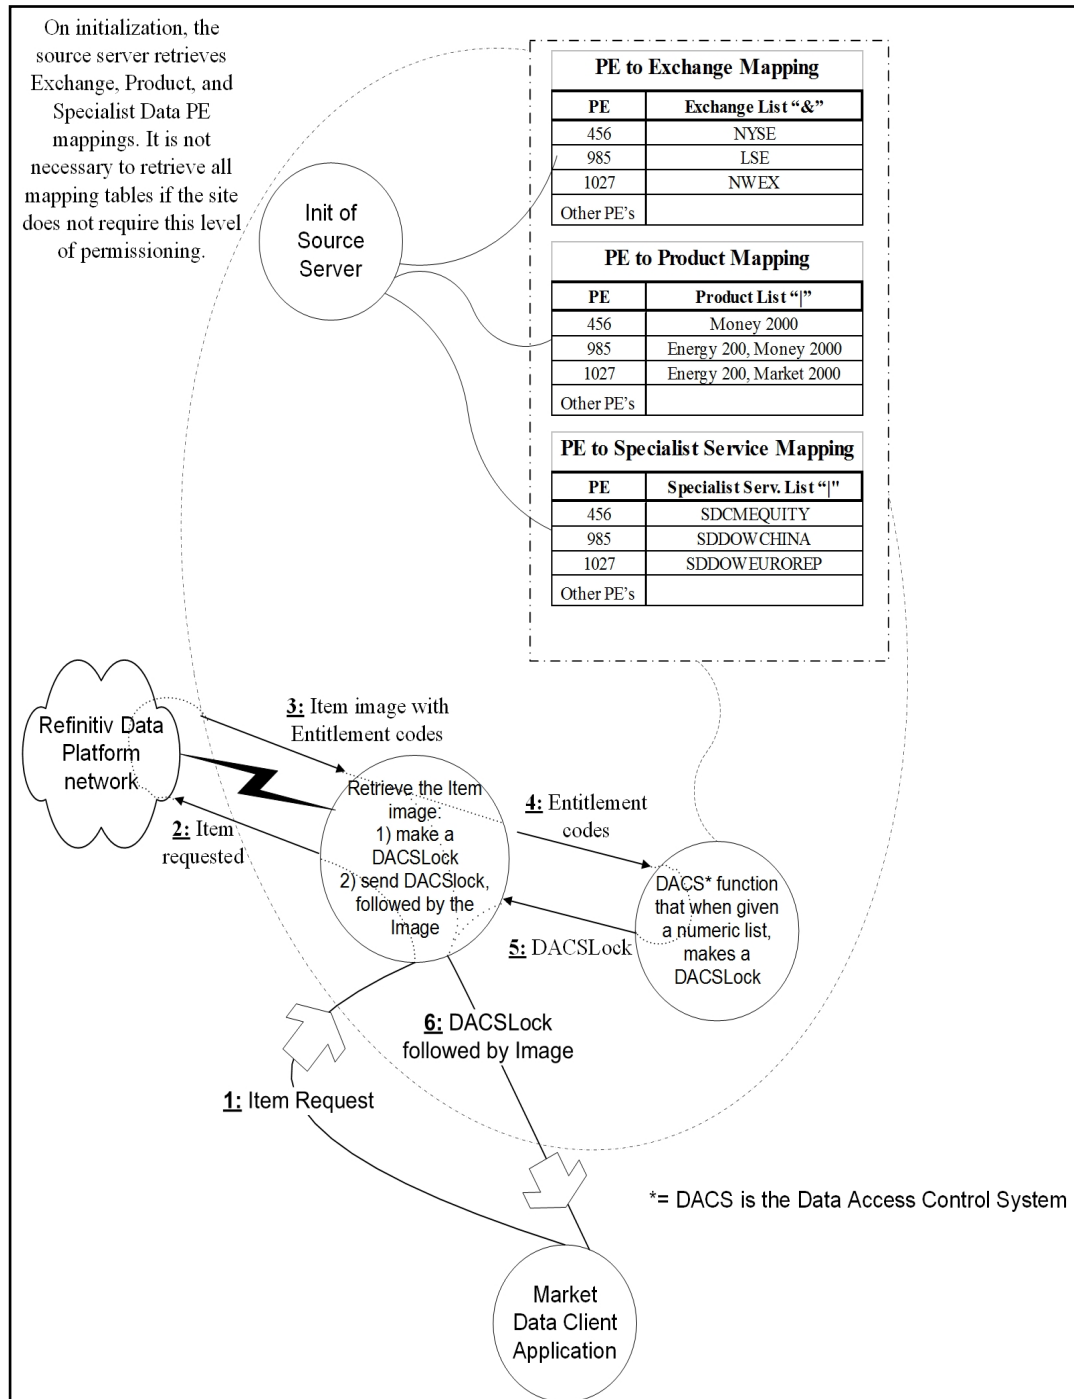 On initialization, the
source server retrieves
Exchange, Product, and
Specialist Data PE
mappings. It is not
necessary to retrieve all
mapping tables if the site
does not require this level
of permissioning.
Init of
Source
Server
PE to Exchange Mapping
PE Exchange List “&”
456 NYSE
985 LSE
1027 NWEX
Other PE's
PE to Product Mapping
PE Product List “|”
456 Money 2000
985 Energy 200, Money 2000
1027 Energy 200, Market 2000
Other PE's
PE to Specialist Service Mapping
PE Specialist Serv. List “|"
456 SDCMEQUITY
985 SDDOWCHINA
1027 SDDOWEUROREP
Other PE's
Refinitiv Data
Platform
network
3: Item image with
Entitlement codes
2: Item
requested
Retrieve the Item
image:
1) make a
DACSLock
2) send DACSlock,
followed by the
Image
4: Entitlement
codes
5: DACSLock
DACS* function
that when given
a numeric list,
makes a
DACSLock
6: DACSLock
followed by Image
1: Item Request
*= DACS is the Data Access Control System
Market
Data Client
Application